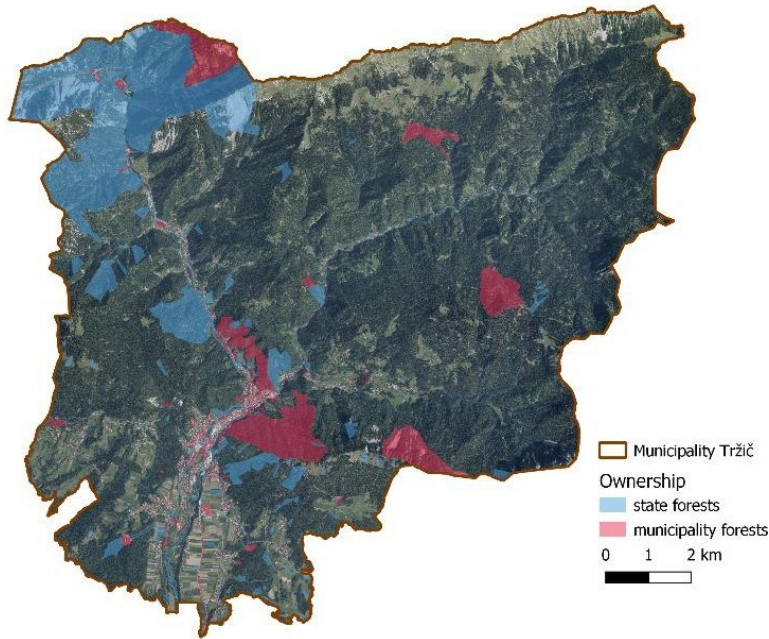 Municipality Tržič
Ownership
state forests
municipality forests
0 1 2 km